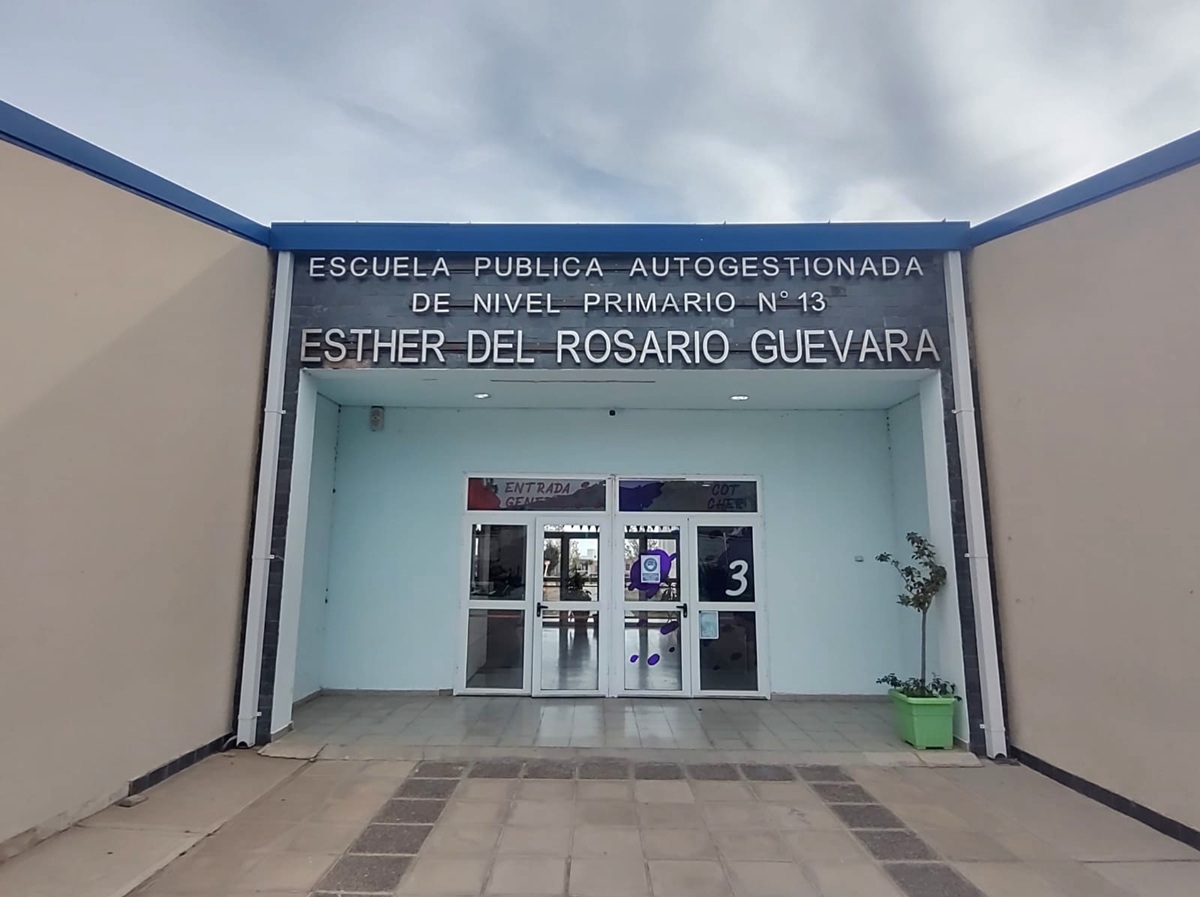 ESCUELA PUBLICA AUTOGESTIONADA
DE NIVEL PRIMARIO N° 13
ESTHER DEL ROSARIO GUEVARA
ENTRADA
3